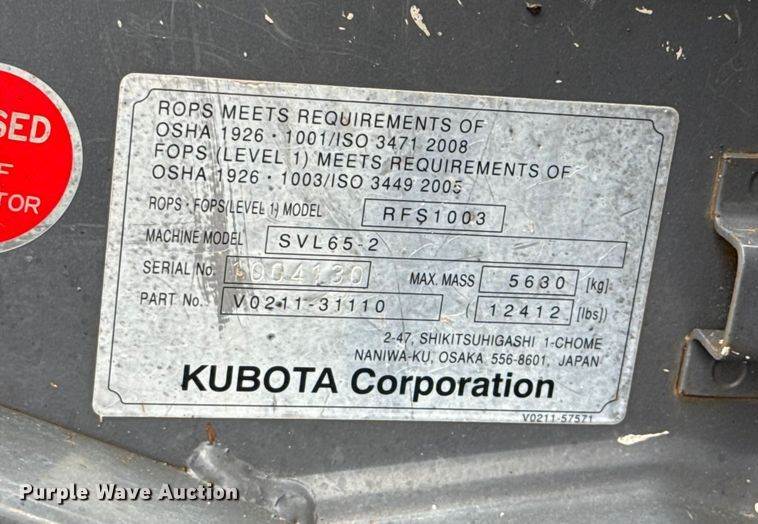 SED
F
TOR
ROPS MEETS REQUIREMENTS OF
OSHA 1926 · 1001/ISO 3471 2008
FOPS (LEVEL 1) MEETS REQUIREMENTS OF
OSHA 1926 · 1003/ISO 3449 2005
ROPS · FOPS(LEVEL 1) MODEL RFS1003
MACHINE MODEL SVL65-2
SERIAL No. 1004130 MAX. MASS 5630 [kg]
PART No. V0211-31110 (12412 [lbs])
2-47, SHIKITSUHIGASHI 1-CHOME
NANIWA-KU, OSAKA 556-8601, JAPAN
KUBOTA Corporation
V0211-57571
Purple Wave Auction